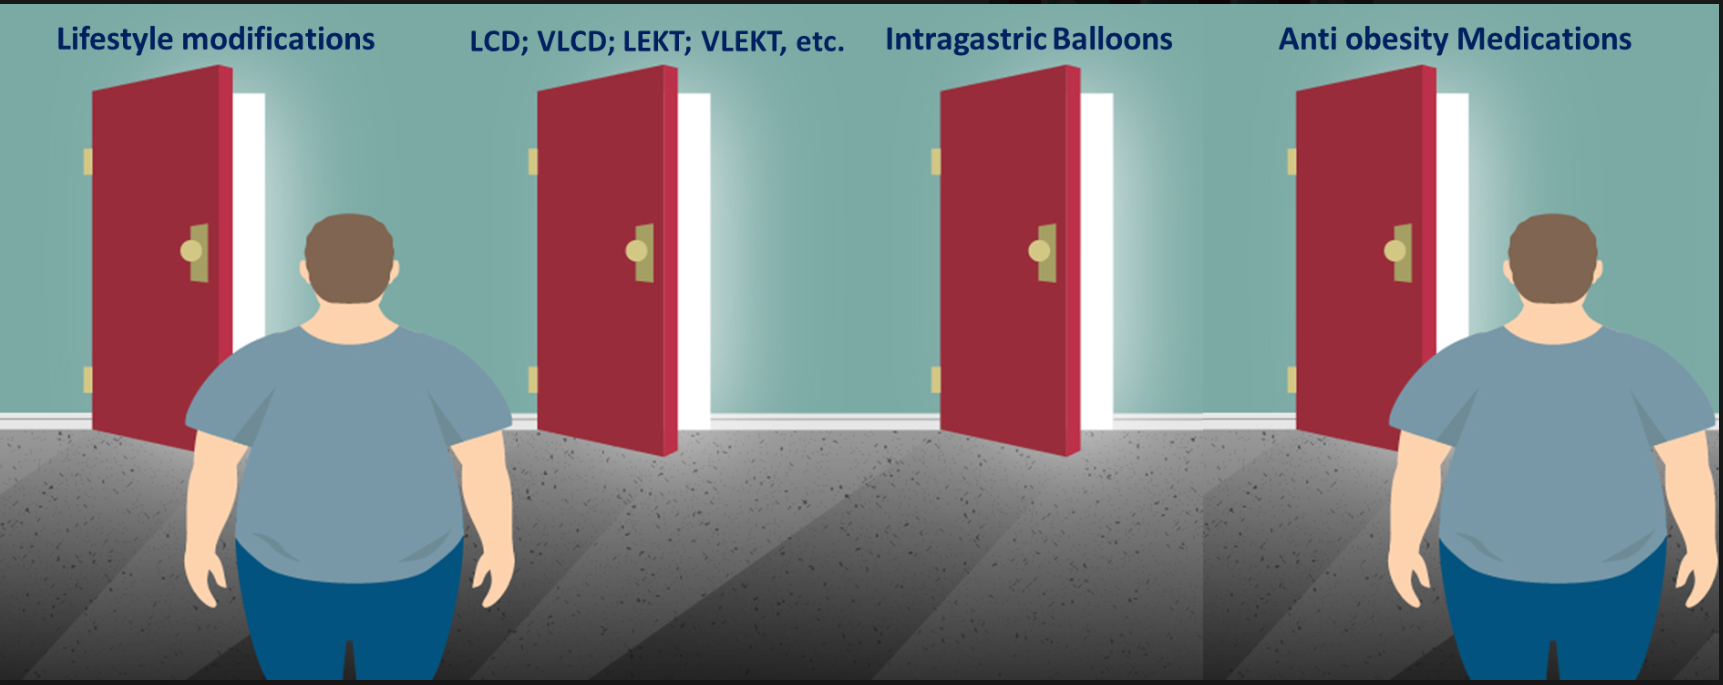 Lifestyle modifications
LCD; VLCD; LEKT; VLEKT, etc.
Intragastric Balloons
Anti obesity Medications